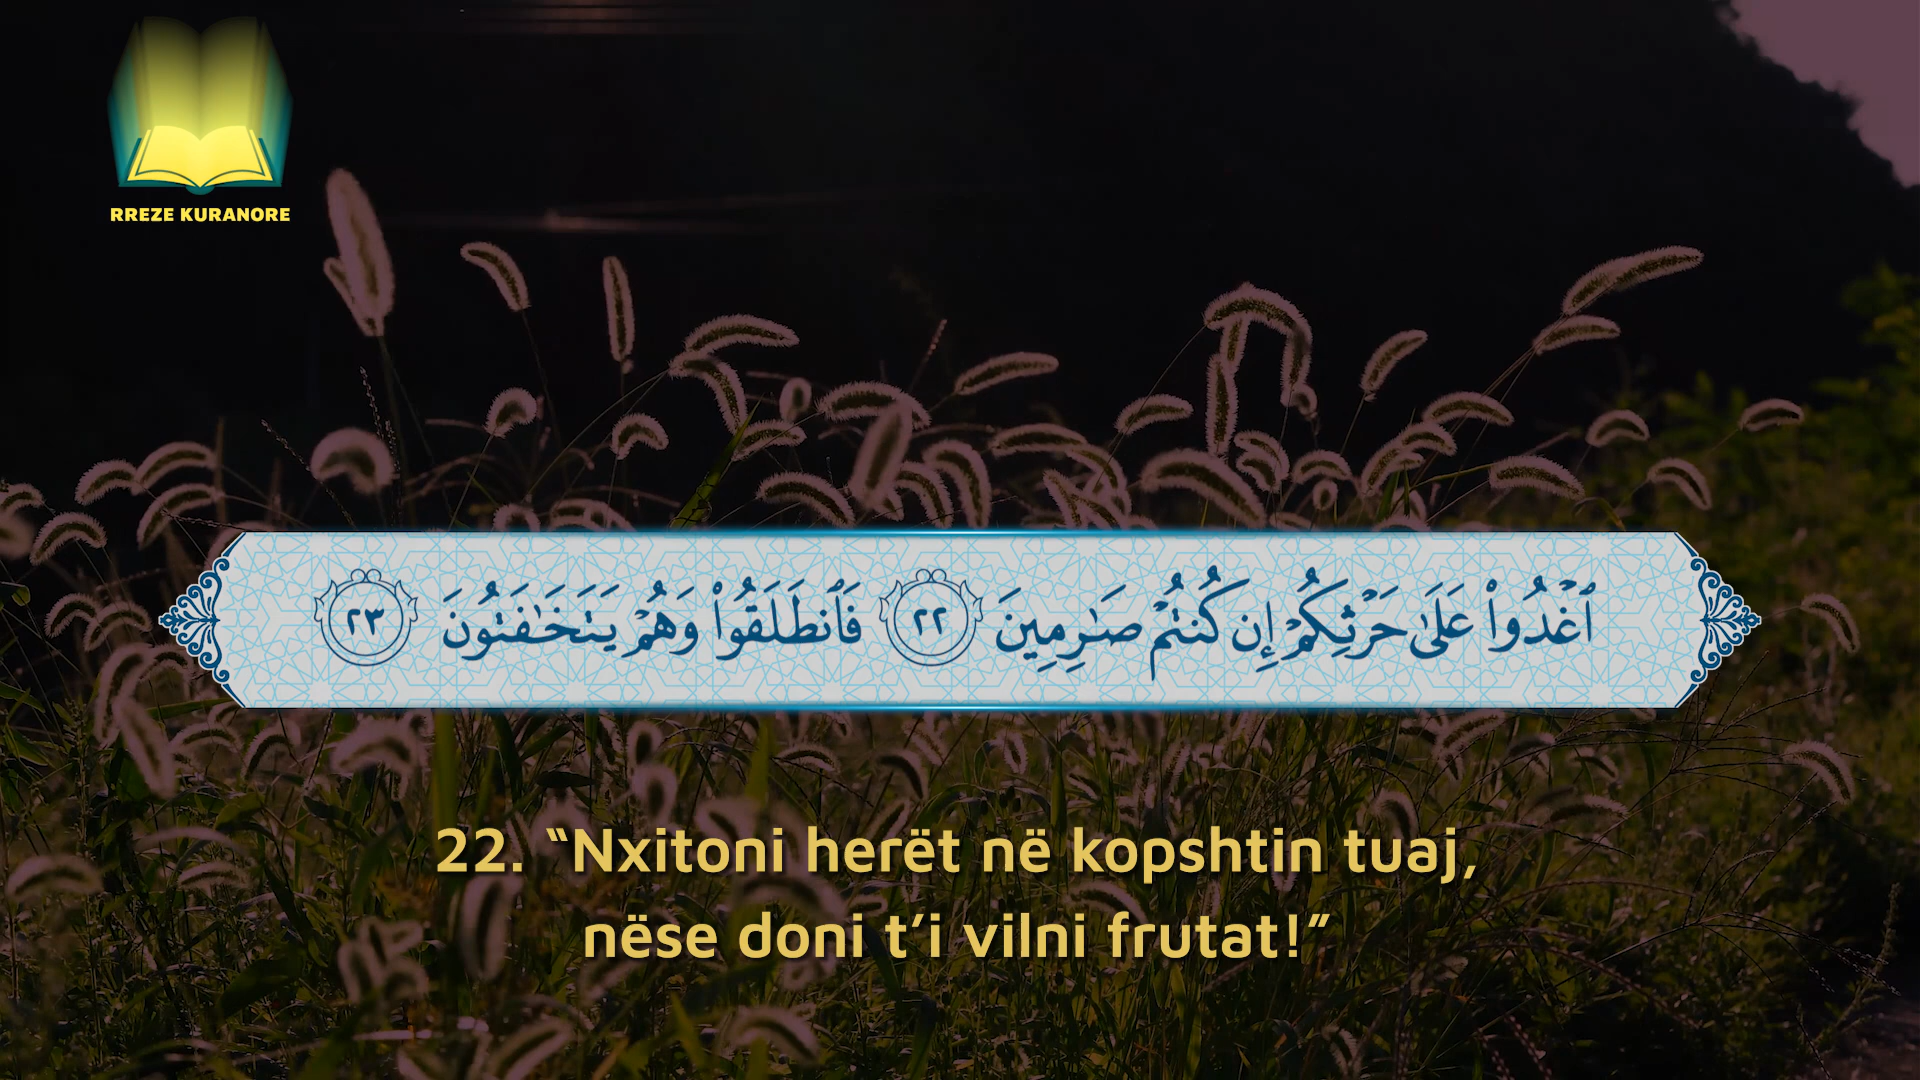 RREZE KURANORE
ٱغْدُوا۟ عَلَىٰ حَرْثِكُمْ إِن كُنتُمْ صَٰرِمِينَ ٢٢ فَٱنطَلَقُوا۟ وَهُمْ يَتَخَٰفَتُونَ ٢٣
22. “Nxitoni herët në kopshtin tuaj,
nëse doni t’i vilni frutat!”